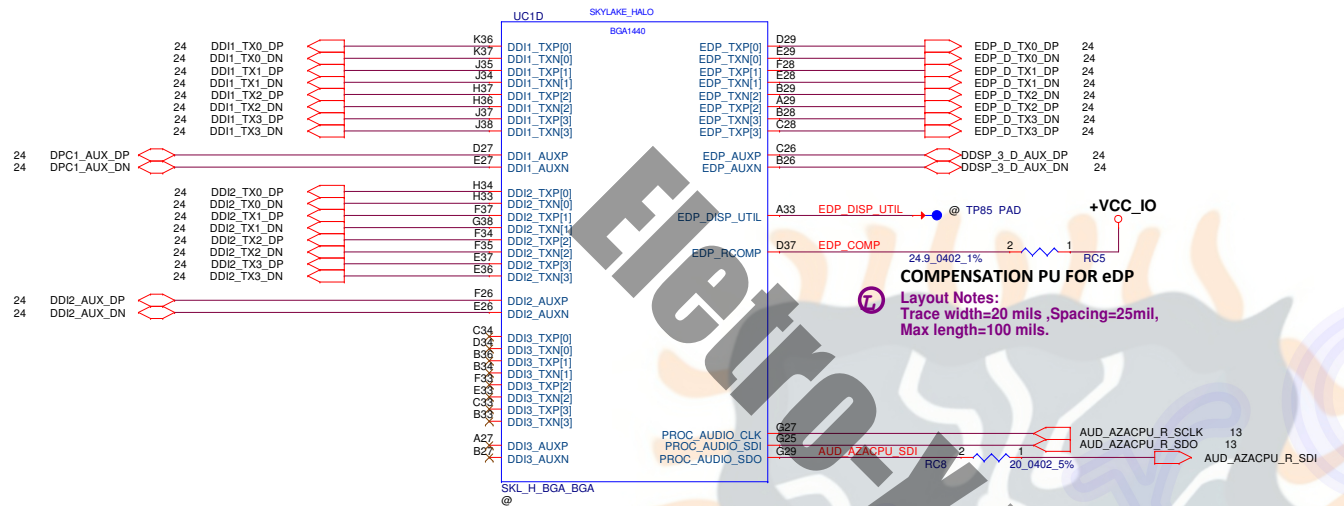 UC1D SKYLAKE_HALO
BGA1440
24 DDI1_TX0_DP K36 DDI1_TXP[0] EDP_TXP[0] D29 EDP_D_TX0_DP 24
24 DDI1_TX0_DN K37 DDI1_TXN[0] EDP_TXN[0] E29 EDP_D_TX0_DN 24
24 DDI1_TX1_DP J35 DDI1_TXP[1] EDP_TXP[1] F28 EDP_D_TX1_DP 24
24 DDI1_TX1_DN J34 DDI1_TXN[1] EDP_TXN[1] E28 EDP_D_TX1_DN 24
24 DDI1_TX2_DP H37 DDI1_TXP[2] EDP_TXN[2] B29 EDP_D_TX2_DN 24
24 DDI1_TX2_DN H36 DDI1_TXN[2] EDP_TXP[2] A29 EDP_D_TX2_DP 24
24 DDI1_TX3_DP J37 DDI1_TXP[3] EDP_TXN[3] B28 EDP_D_TX3_DN 24
24 DDI1_TX3_DN J38 DDI1_TXN[3] EDP_TXP[3] C28 EDP_D_TX3_DP 24
24 DPC1_AUX_DP D27 DDI1_AUXP EDP_AUXP C26 DDSP_3_D_AUX_DP 24
24 DPC1_AUX_DN E27 DDI1_AUXN EDP_AUXN B26 DDSP_3_D_AUX_DN 24
24 DDI2_TX0_DP H34 DDI2_TXP[0]
24 DDI2_TX0_DN H33 DDI2_TXN[0]
24 DDI2_TX1_DP F37 DDI2_TXP[1] EDP_DISP_UTIL A33 EDP_DISP_UTIL @ TP85 PAD +VCC_IO
24 DDI2_TX1_DN G38 DDI2_TXN[1]
24 DDI2_TX2_DP F34 DDI2_TXP[2]
24 DDI2_TX2_DN F35 DDI2_TXN[2] EDP_RCOMP D37 EDP_COMP 2 1
24.9_0402_1% RC5
24 DDI2_TX3_DP E37 DDI2_TXP[3]
24 DDI2_TX3_DN E36 DDI2_TXN[3]
COMPENSATION PU FOR eDP
24 DDI2_AUX_DP F26 DDI2_AUXP
24 DDI2_AUX_DN E26 DDI2_AUXN
Layout Notes:
Trace width=20 mils ,Spacing=25mil,
Max length=100 mils.
C34 DDI3_TXP[0]
D34 DDI3_TXN[0]
B36 DDI3_TXP[1]
B34 DDI3_TXN[1]
F33 DDI3_TXP[2]
E33 DDI3_TXN[2]
C33 DDI3_TXP[3]
B33 DDI3_TXN[3]
PROC_AUDIO_CLK G27 AUD_AZACPU_R_SCLK 13
A27 DDI3_AUXP PROC_AUDIO_SDI G25 AUD_AZACPU_R_SDO 13
B27 DDI3_AUXN PROC_AUDIO_SDO G29 AUD_AZACPU_SDI 2 1 AUD_AZACPU_R_SDI
RC8 20_0402_5%
SKL_H_BGA_BGA
@